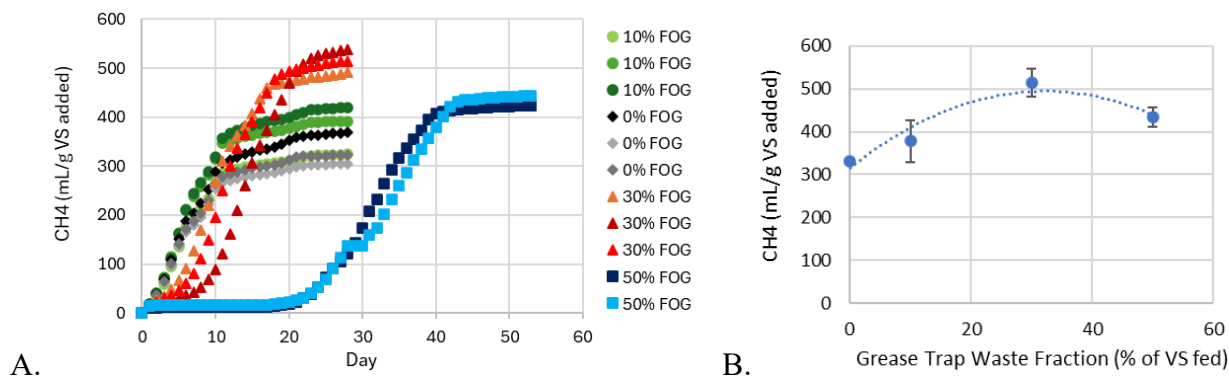 600
500
400
300
200
100
0
CH4 (mL/g VS added)
0 10 20 30 40 50 60
Day
10% FOG
10% FOG
10% FOG
0% FOG
0% FOG
0% FOG
30% FOG
30% FOG
30% FOG
50% FOG
50% FOG
A.
600
500
400
300
200
100
0
CH4 (mL/g VS added)
0 20 40 60
Grease Trap Waste Fraction (% of VS fed)
B.